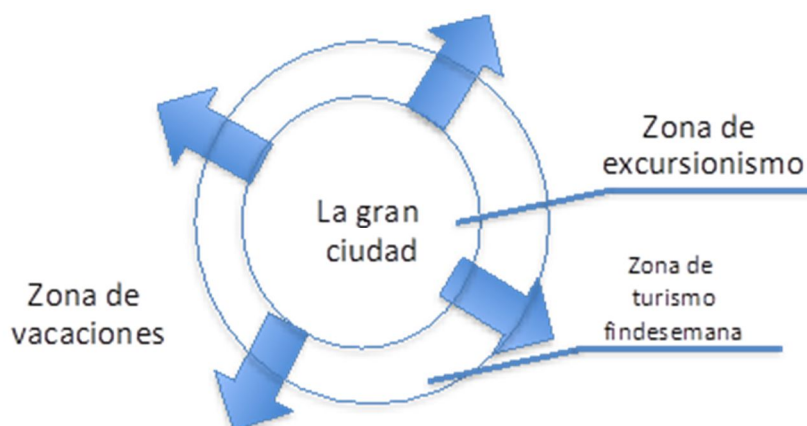 Zona de
excursionismo
La gran
ciudad
Zona de
turismo
findesemana
Zona de
vacaciones